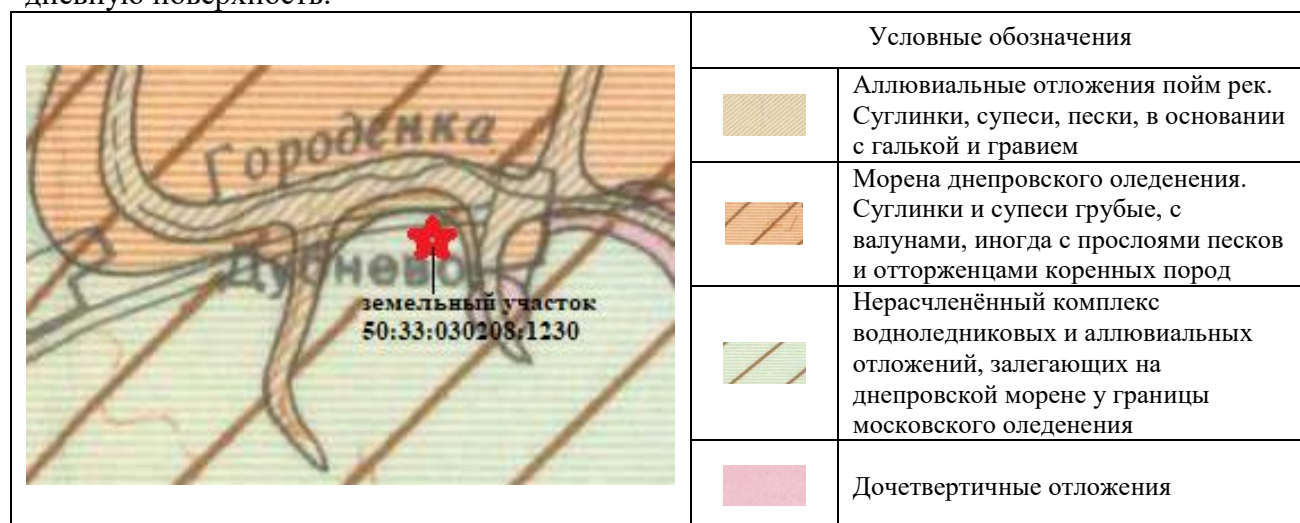 дневную поверхность.
Условные обозначения
Аллювиальные отложения пойм рек.
Суглинки, супеси, пески, в основании
с галькой и гравием
Морена днепровского оледенения.
Суглинки и супеси грубые, с
валунами, иногда с прослоями песков
и отторженцами коренных пород
Нерасчленённый комплекс
водноледниковых и аллювиальных
отложений, залегающих на
днепровской морене у границы
московского оледенения
Дочетвертичные отложения
Городенка
Дубнево
земельный участок
50:33:030208:1230